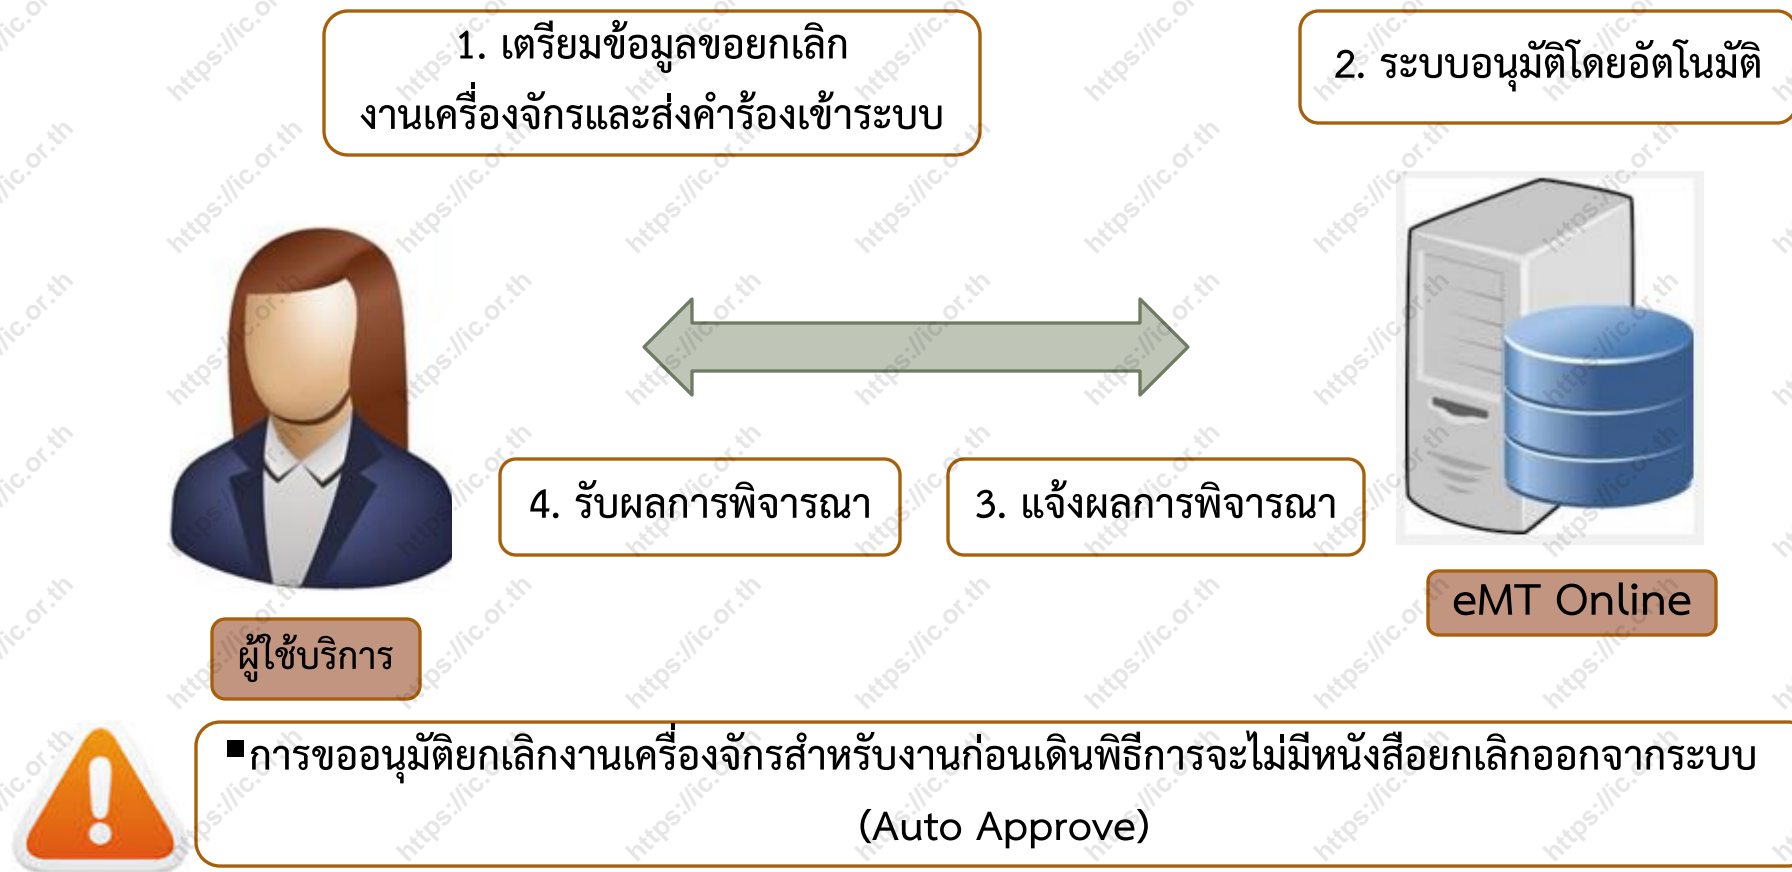 1. เตรียมข้อมูลขอยกเลิก
งานเครื่องจักรและส่งคำร้องเข้าระบบ
2. ระบบอนุมัติโดยอัตโนมัติ
4. รับผลการพิจารณา
3. แจ้งผลการพิจารณา
eMT Online
ผู้ใช้บริการ
▪การขออนุมัติยกเลิกงานเครื่องจักรสำหรับงานก่อนเดินพิธีการจะไม่มีหนังสือยกเลิกออกจากระบบ
(Auto Approve)
https://ic.or.th